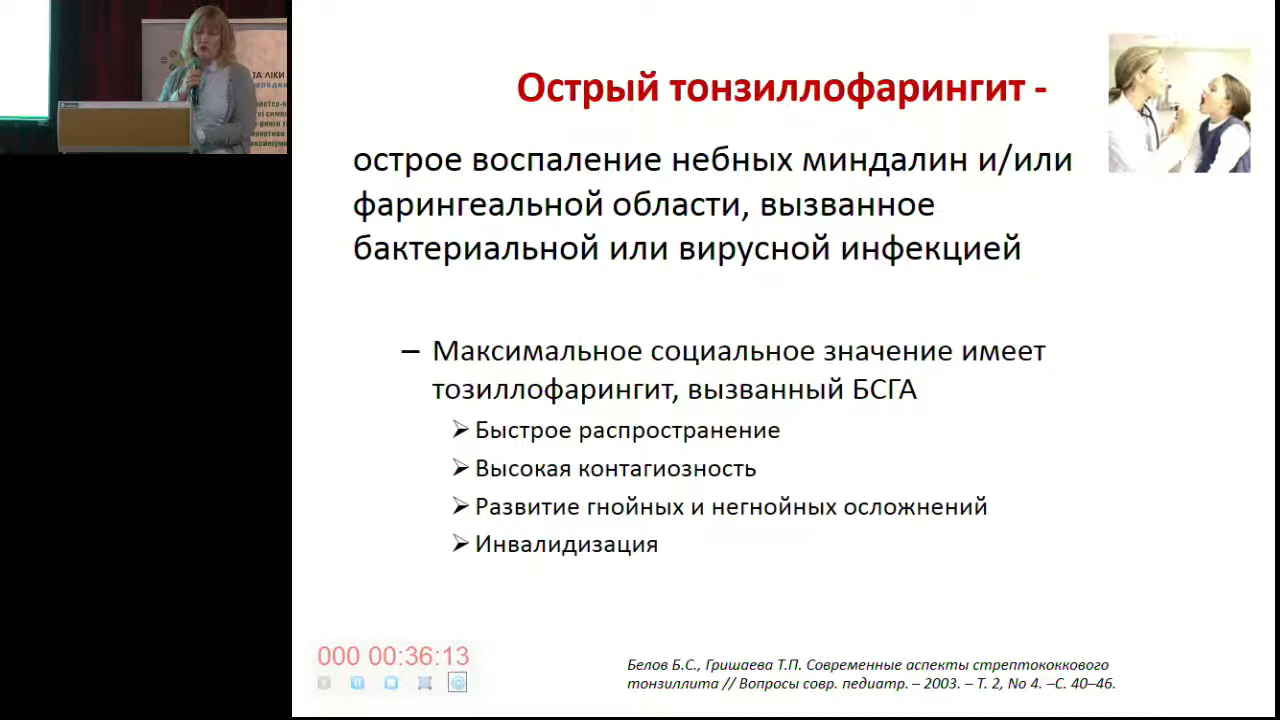 ТА ЛІКИ
Острый тонзиллофарингит -
острое воспаление небных миндалин и/или
фарингеальной области, вызванное
бактериальной или вирусной инфекцией
– Максимальное социальное значение имеет
тозиллофарингит, вызванный БСГА
➢ Быстрое распространение
➢ Высокая контагиозность
➢ Развитие гнойных и негнойных осложнений
➢ Инвалидизация
000 00:36:13
Белов Б.С., Гришаева Т.П. Современные аспекты стрептококкового
тонзиллита // Вопросы совр. педиатр. – 2003. – Т. 2, No 4. –С. 40–46.